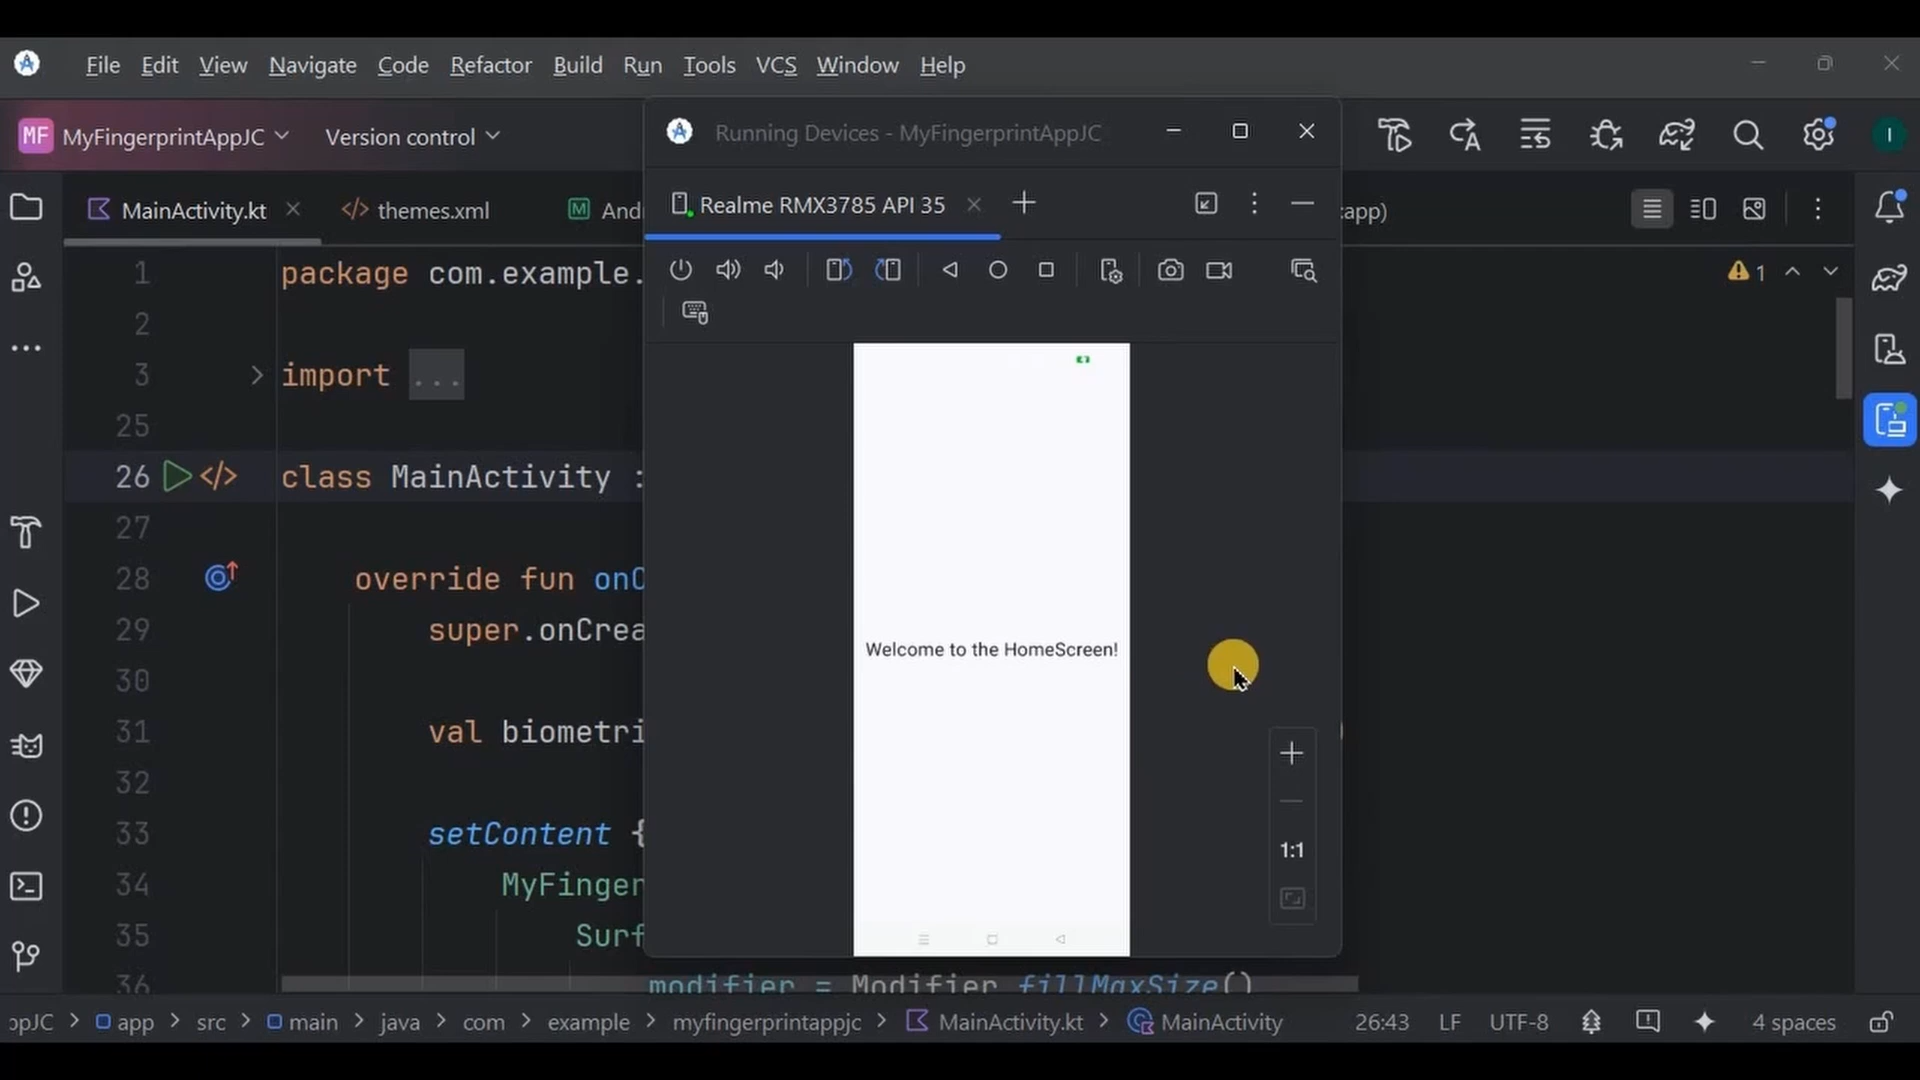 File Edit View Navigate Code Refactor Build Run Tools VCS Window Help
MF MyFingerprintAppJC Version control
Running Devices - MyFingerprintAppJC
I
MainActivity.kt themes.xml M And
Realme RMX3785 API 35
:app)
1 package com.example.
1
2
3 import ...
25
26 class MainActivity :
27
28 override fun onC
29 super.onCrea
30
31 val biometri
32
33 setContent {
34 MyFinger
35 Surf
36 modifier = Modifier.fillMaxSize()
Welcome to the HomeScreen!
1:1
ppJC > app > src > main > java > com > example > myfingerprintappjc > MainActivity.kt > MainActivity 26:43 LF UTF-8 4 spaces